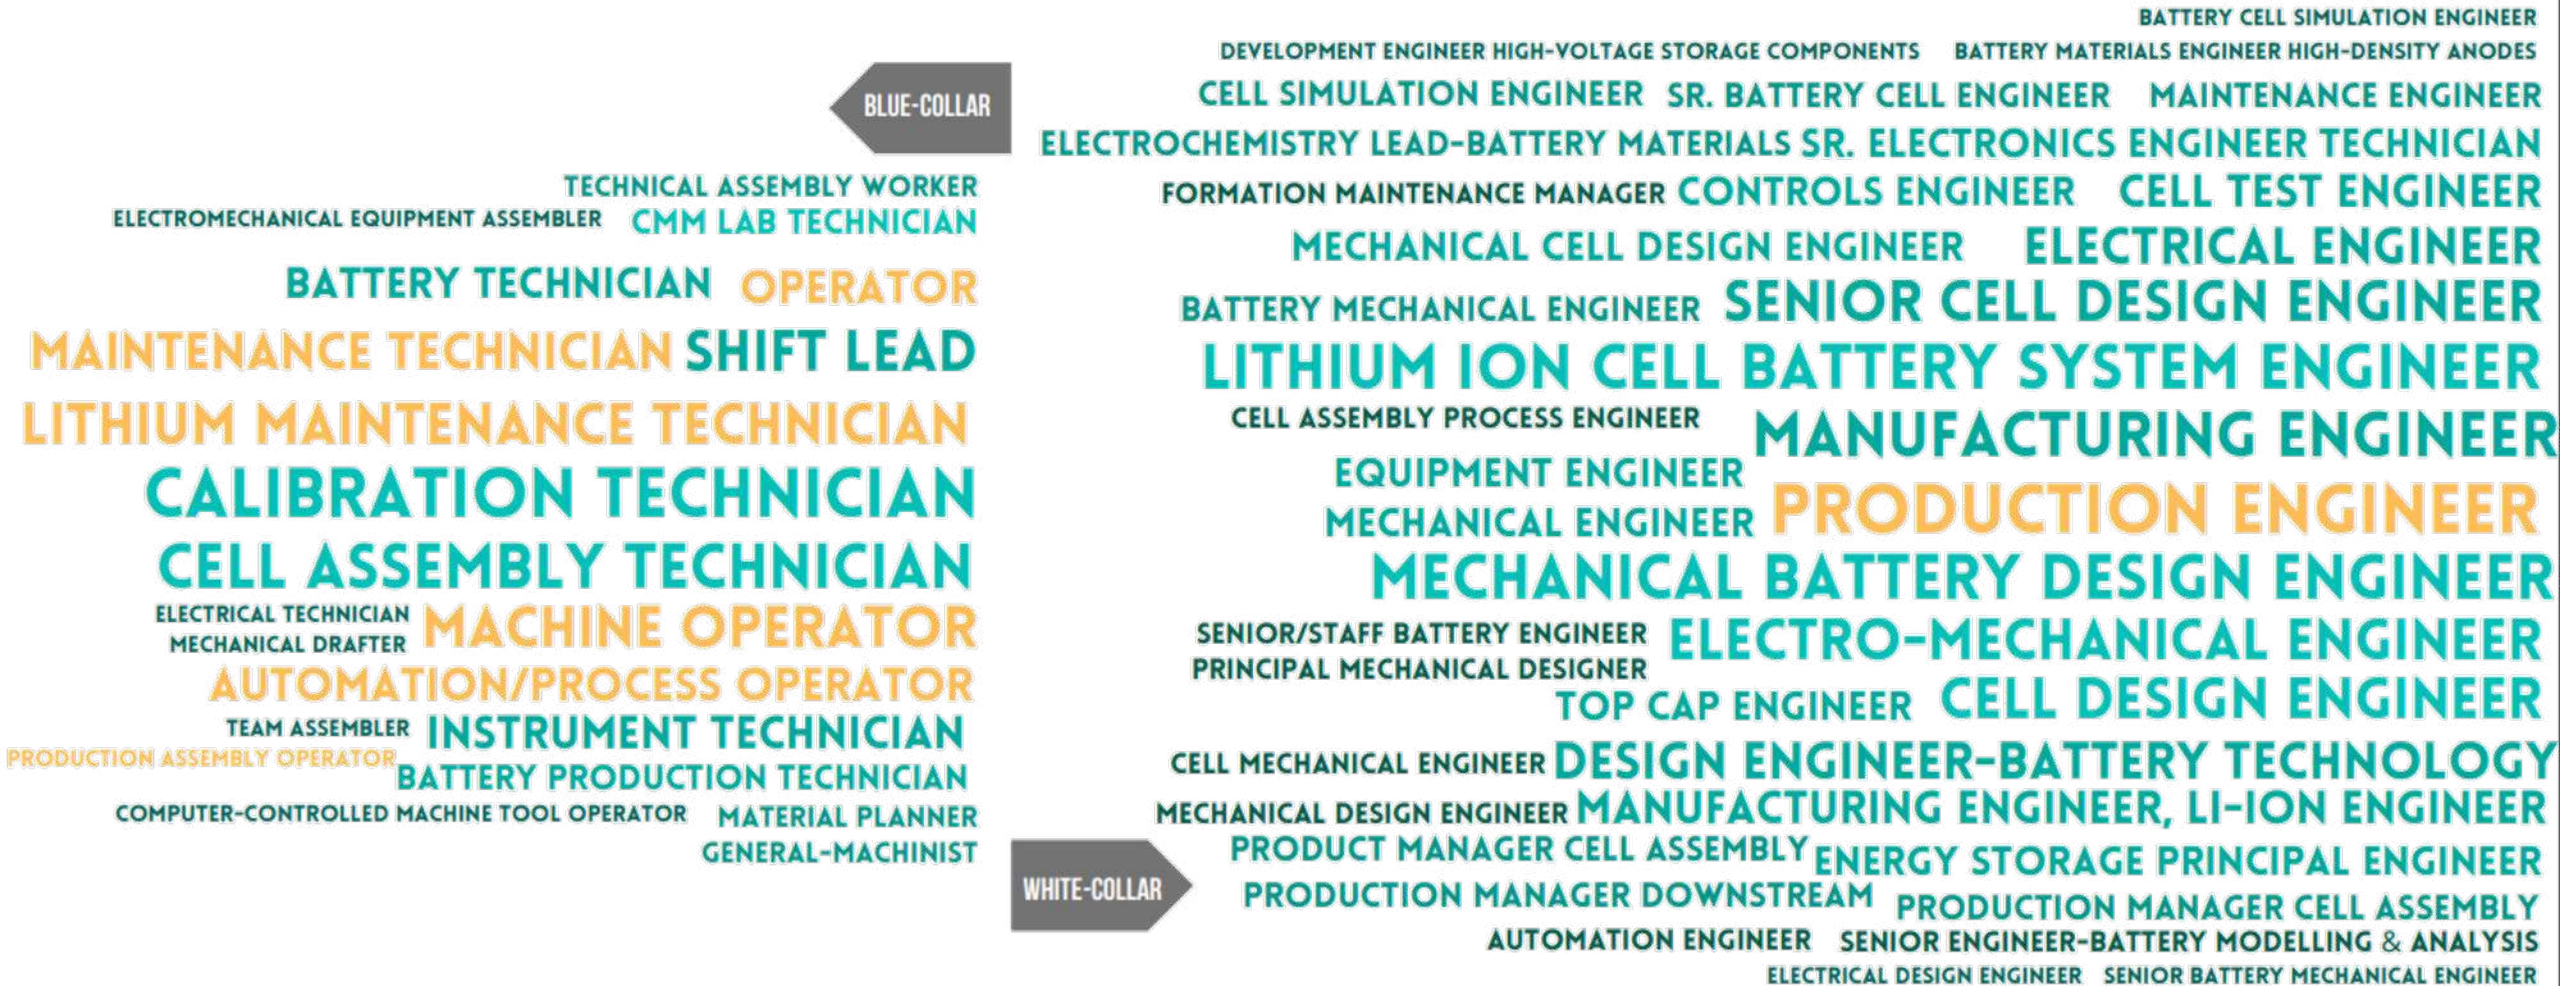 BLUE-COLLAR
TECHNICAL ASSEMBLY WORKER
ELECTROMECHANICAL EQUIPMENT ASSEMBLER CMM LAB TECHNICIAN
BATTERY TECHNICIAN OPERATOR
MAINTENANCE TECHNICIAN SHIFT LEAD
LITHIUM MAINTENANCE TECHNICIAN
CALIBRATION TECHNICIAN
CELL ASSEMBLY TECHNICIAN
ELECTRICAL TECHNICIAN
MECHANICAL DRAFTER
MACHINE OPERATOR
AUTOMATION/PROCESS OPERATOR
TEAM ASSEMBLER INSTRUMENT TECHNICIAN
PRODUCTION ASSEMBLY OPERATOR
BATTERY PRODUCTION TECHNICIAN
COMPUTER-CONTROLLED MACHINE TOOL OPERATOR MATERIAL PLANNER
GENERAL-MACHINIST
WHITE-COLLAR
BATTERY CELL SIMULATION ENGINEER
DEVELOPMENT ENGINEER HIGH-VOLTAGE STORAGE COMPONENTS BATTERY MATERIALS ENGINEER HIGH-DENSITY ANODES
CELL SIMULATION ENGINEER SR. BATTERY CELL ENGINEER MAINTENANCE ENGINEER
ELECTROCHEMISTRY LEAD-BATTERY MATERIALS SR. ELECTRONICS ENGINEER TECHNICIAN
FORMATION MAINTENANCE MANAGER CONTROLS ENGINEER CELL TEST ENGINEER
MECHANICAL CELL DESIGN ENGINEER ELECTRICAL ENGINEER
BATTERY MECHANICAL ENGINEER SENIOR CELL DESIGN ENGINEER
LITHIUM ION CELL BATTERY SYSTEM ENGINEER
CELL ASSEMBLY PROCESS ENGINEER MANUFACTURING ENGINEER
EQUIPMENT ENGINEER
MECHANICAL ENGINEER PRODUCTION ENGINEER
MECHANICAL BATTERY DESIGN ENGINEER
SENIOR/STAFF BATTERY ENGINEER ELECTRO-MECHANICAL ENGINEER
PRINCIPAL MECHANICAL DESIGNER
TOP CAP ENGINEER CELL DESIGN ENGINEER
CELL MECHANICAL ENGINEER DESIGN ENGINEER-BATTERY TECHNOLOGY
MECHANICAL DESIGN ENGINEER MANUFACTURING ENGINEER, LI-ION ENGINEER
PRODUCT MANAGER CELL ASSEMBLY ENERGY STORAGE PRINCIPAL ENGINEER
PRODUCTION MANAGER DOWNSTREAM PRODUCTION MANAGER CELL ASSEMBLY
AUTOMATION ENGINEER SENIOR ENGINEER-BATTERY MODELLING & ANALYSIS
ELECTRICAL DESIGN ENGINEER SENIOR BATTERY MECHANICAL ENGINEER